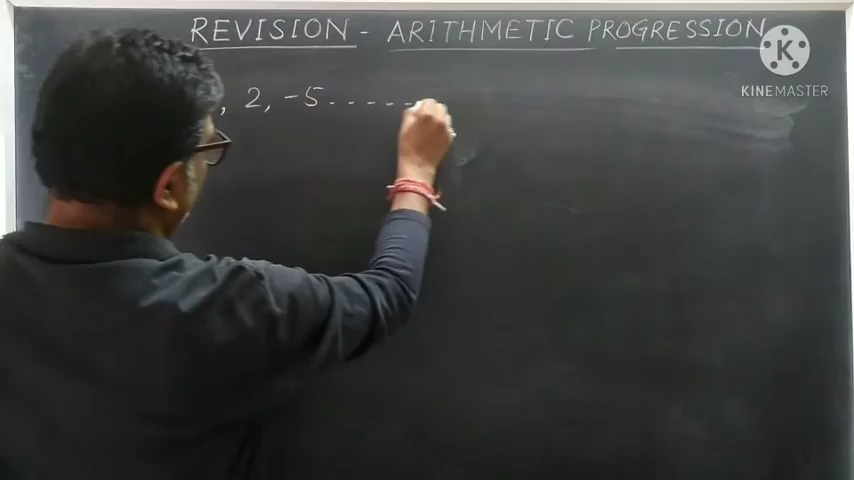 REVISION - ARITHMETIC PROGRESSION
, 2, -5.....
K
KINEMASTER